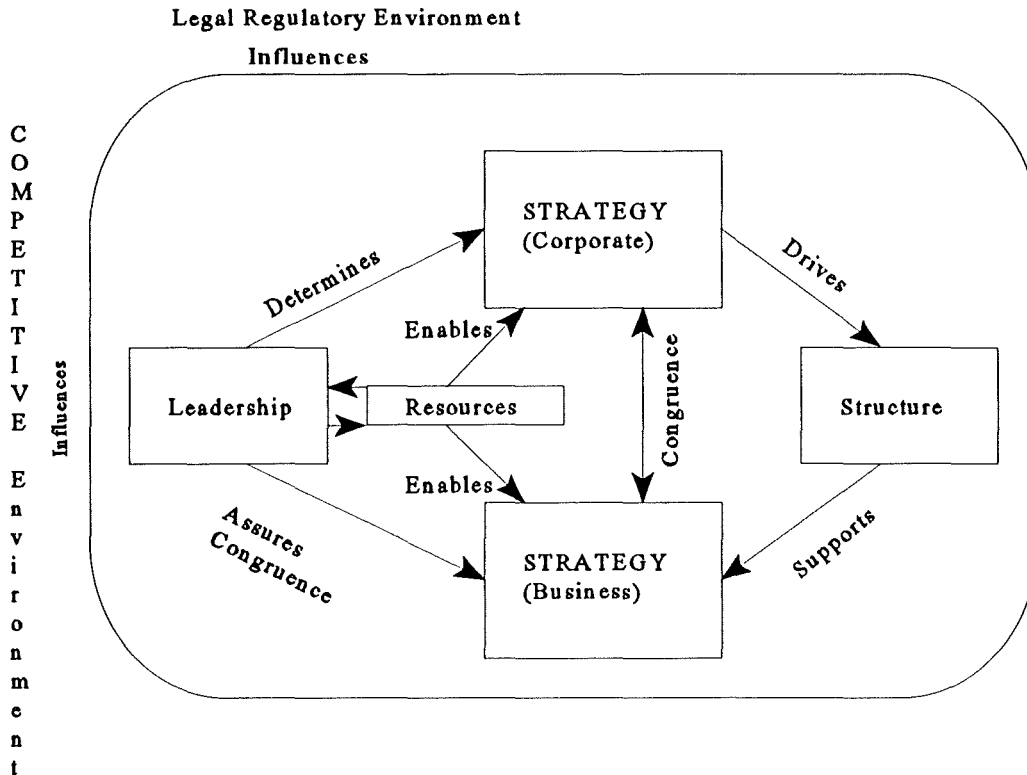 Legal Regulatory Environment
Influences
COMPETITIVE Environment
Influences
STRATEGY
(Corporate)
Determines
Drives
Enables
Leadership
Resources
Congruence
Structure
Enables
Assures
Congruence
STRATEGY
(Business)
Supports